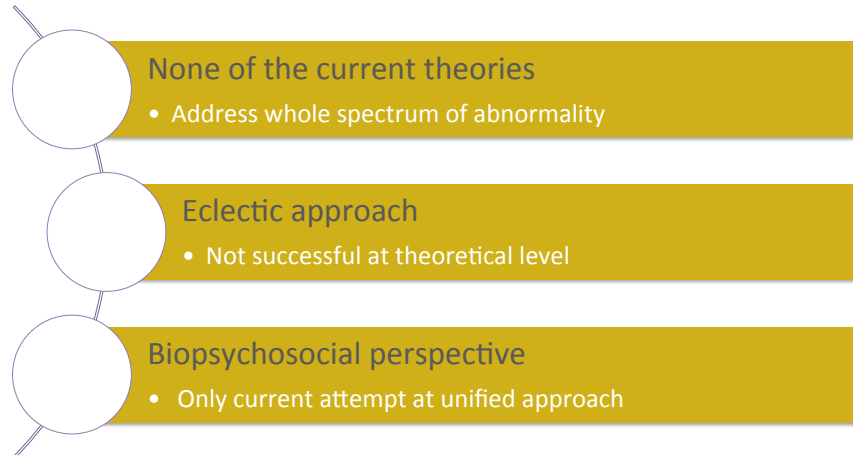 None of the current theories
• Address whole spectrum of abnormality
Eclectic approach
• Not successful at theoretical level
Biopsychosocial perspective
• Only current attempt at unified approach